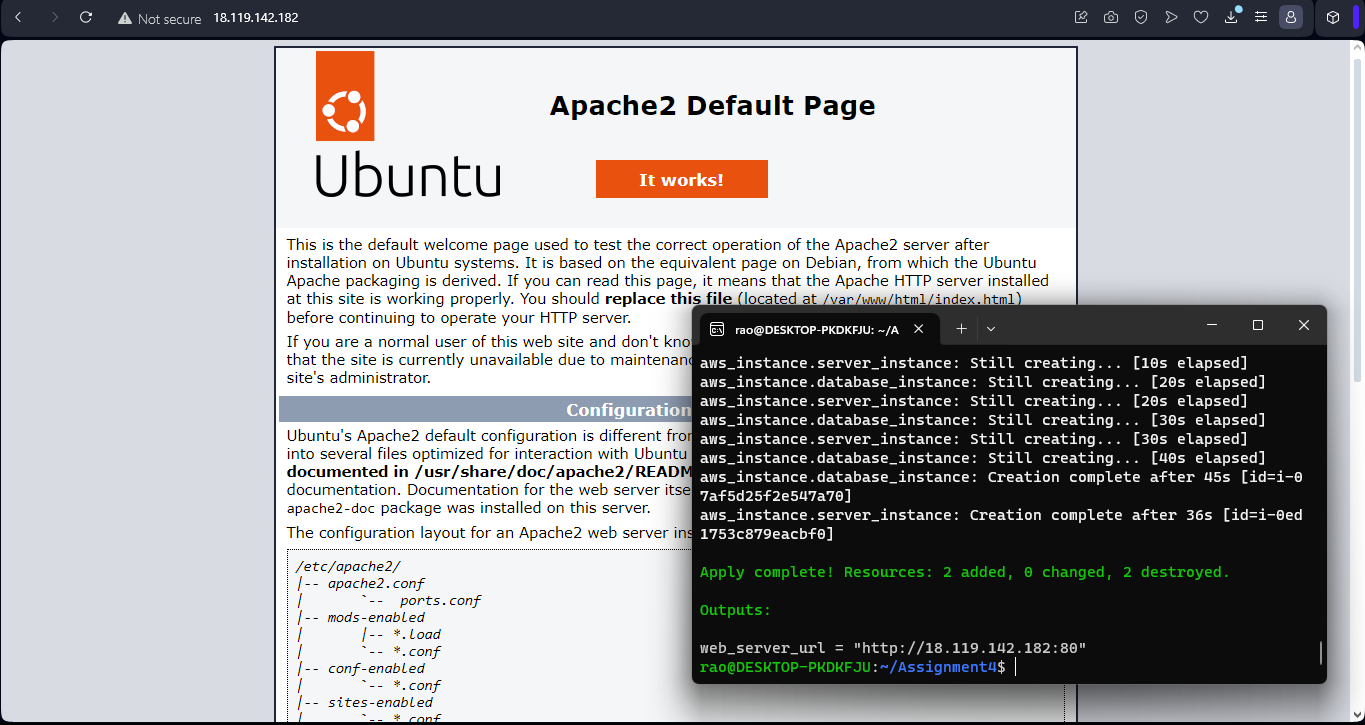 Not secure 18.119.142.182
Apache2 Default Page
Ubuntu
It works!
This is the default welcome page used to test the correct operation of the Apache2 server after
installation on Ubuntu systems. It is based on the equivalent page on Debian, from which the Ubuntu
Apache packaging is derived. If you can read this page, it means that the Apache HTTP server installed
at this site is working properly. You should replace this file (located at /var/www/html/index.html)
before continuing to operate your HTTP server.
If you are a normal user of this web site and don't kno
that the site is currently unavailable due to maintenanc
site's administrator.
Configuration
Ubuntu's Apache2 default configuration is different fro
into several files optimized for interaction with Ubuntu
documented in /usr/share/doc/apache2/READM
documentation. Documentation for the web server itse
apache2-doc package was installed on this server.
The configuration layout for an Apache2 web server ins
/etc/apache2/
|-- apache2.conf
| `-- ports.conf
|-- mods-enabled
| |-- *.load
| `-- *.conf
|-- conf-enabled
| `-- *.conf
|-- sites-enabled
| `-- *.conf
rao@DESKTOP-PKDKFJU: ~/A
aws_instance.server_instance: Still creating... [10s elapsed]
aws_instance.database_instance: Still creating... [20s elapsed]
aws_instance.server_instance: Still creating... [20s elapsed]
aws_instance.database_instance: Still creating... [30s elapsed]
aws_instance.server_instance: Still creating... [30s elapsed]
aws_instance.database_instance: Still creating... [40s elapsed]
aws_instance.database_instance: Creation complete after 45s [id=i-0
7af5d25f2e547a70]
aws_instance.server_instance: Creation complete after 36s [id=i-0ed
1753c879eacbf0]
Apply complete! Resources: 2 added, 0 changed, 2 destroyed.
Outputs:
web_server_url = "http://18.119.142.182:80"
rao@DESKTOP-PKDKFJU:~/Assignment4$